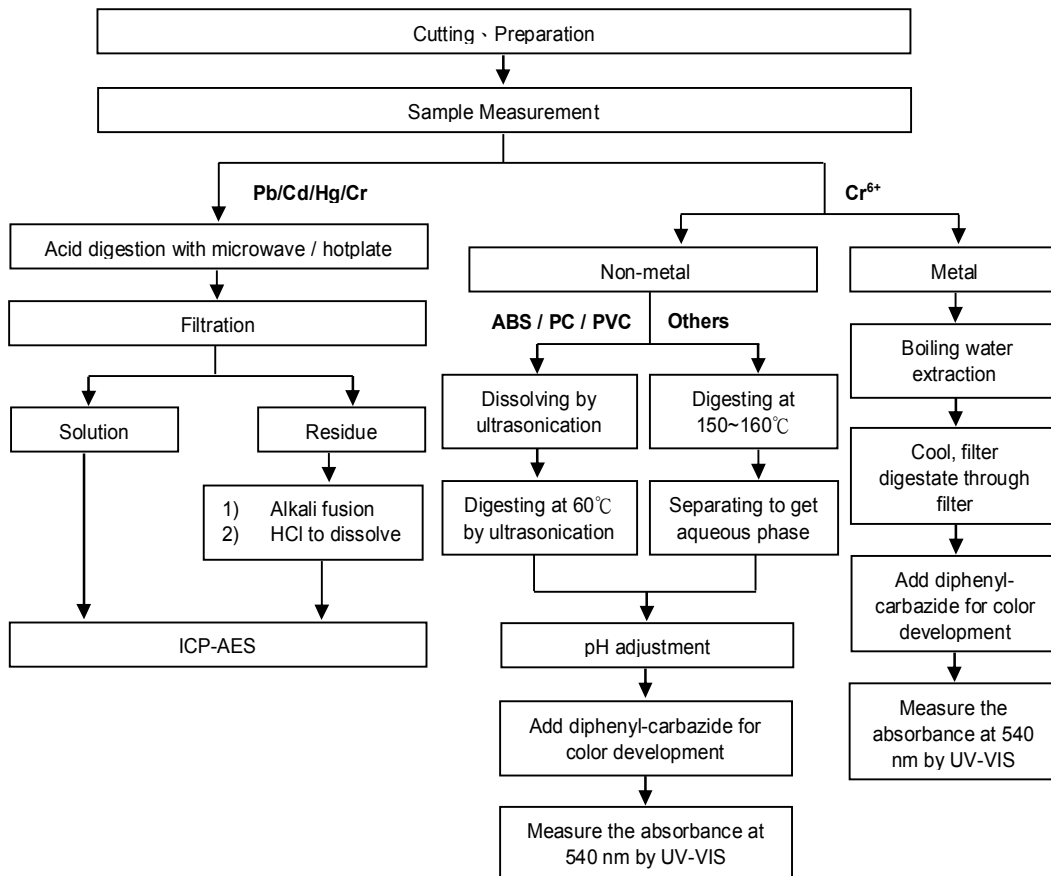 Cutting、Preparation
Sample Measurement
Pb/Cd/Hg/Cr
Cr⁶⁺
Acid digestion with microwave / hotplate
Non-metal
Metal
Filtration
ABS / PC / PVC
Others
Boiling water
extraction
Solution
Residue
Dissolving by
ultrasonication
Digesting at
150~160℃
Cool, filter
digestate through
filter
1) Alkali fusion
2) HCl to dissolve
Digesting at 60℃
by ultrasonication
Separating to get
aqueous phase
Add diphenyl-
carbazide for color
development
ICP-AES
pH adjustment
Measure the
absorbance at 540
nm by UV-VIS
Add diphenyl-carbazide for
color development
Measure the absorbance at
540 nm by UV-VIS